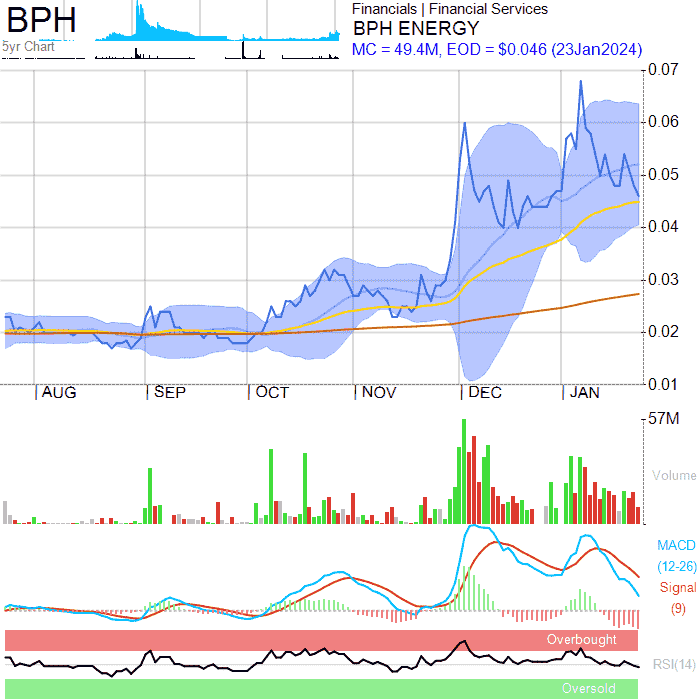 BPH
5yr Chart
Financials | Financial Services
BPH ENERGY
MC = 49.4M, EOD = $0.046 (23Jan2024)
0.07
0.06
0.05
0.04
0.03
0.02
0.01
AUG SEP OCT NOV DEC JAN
57M
Volume
MACD
(12-26)
Signal
(9)
Overbought
RSI(14)
Oversold